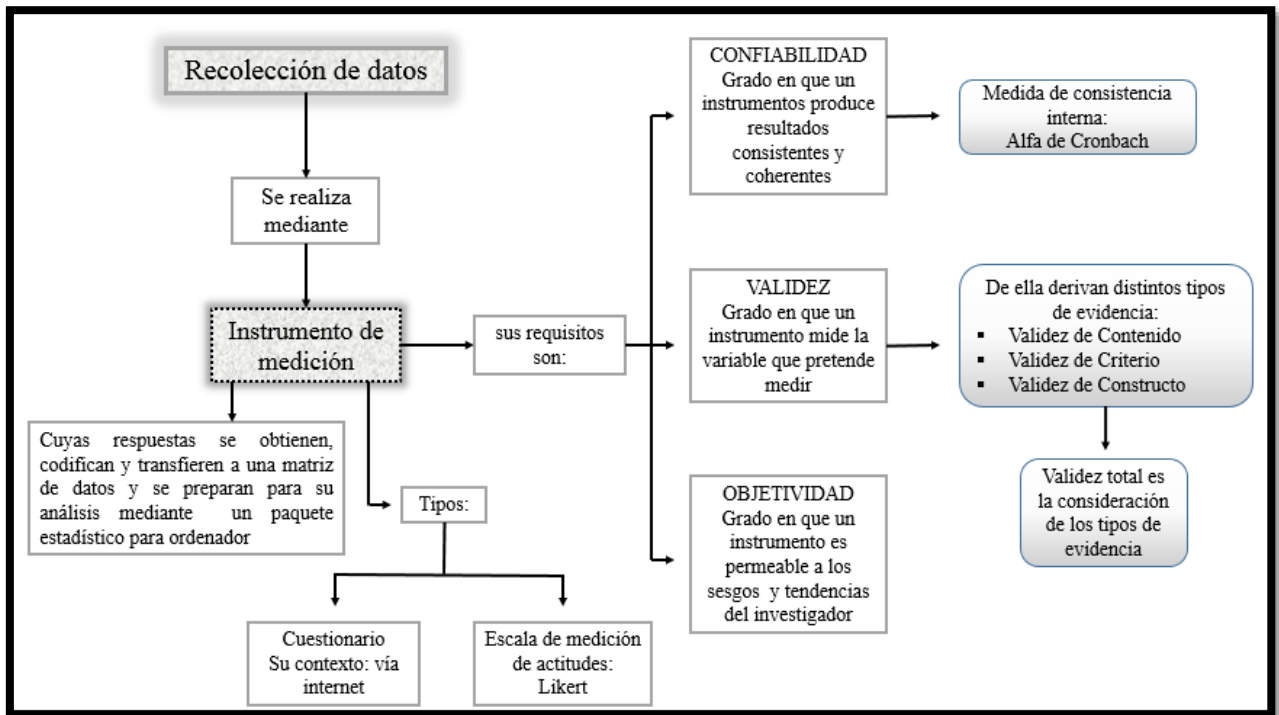 Recolección de datos
Se realiza
mediante
Instrumento de
medición
Cuyas respuestas se obtienen,
codifican y transfieren a una matriz
de datos y se preparan para su
análisis mediante un paquete
estadístico para ordenador
Tipos:
Cuestionario
Su contexto: vía
internet
Escala de medición
de actitudes:
Likert
sus requisitos
son:
CONFIABILIDAD
Grado en que un
instrumentos produce
resultados
consistentes y
coherentes
Medida de consistencia
interna:
Alfa de Cronbach
VALIDEZ
Grado en que un
instrumento mide la
variable que pretende
medir
De ella derivan distintos tipos
de evidencia:
▪ Validez de Contenido
▪ Validez de Criterio
▪ Validez de Constructo
Validez total es
la consideración
de los tipos de
evidencia
OBJETIVIDAD
Grado en que un
instrumento es
permeable a los
sesgos y tendencias
del investigador